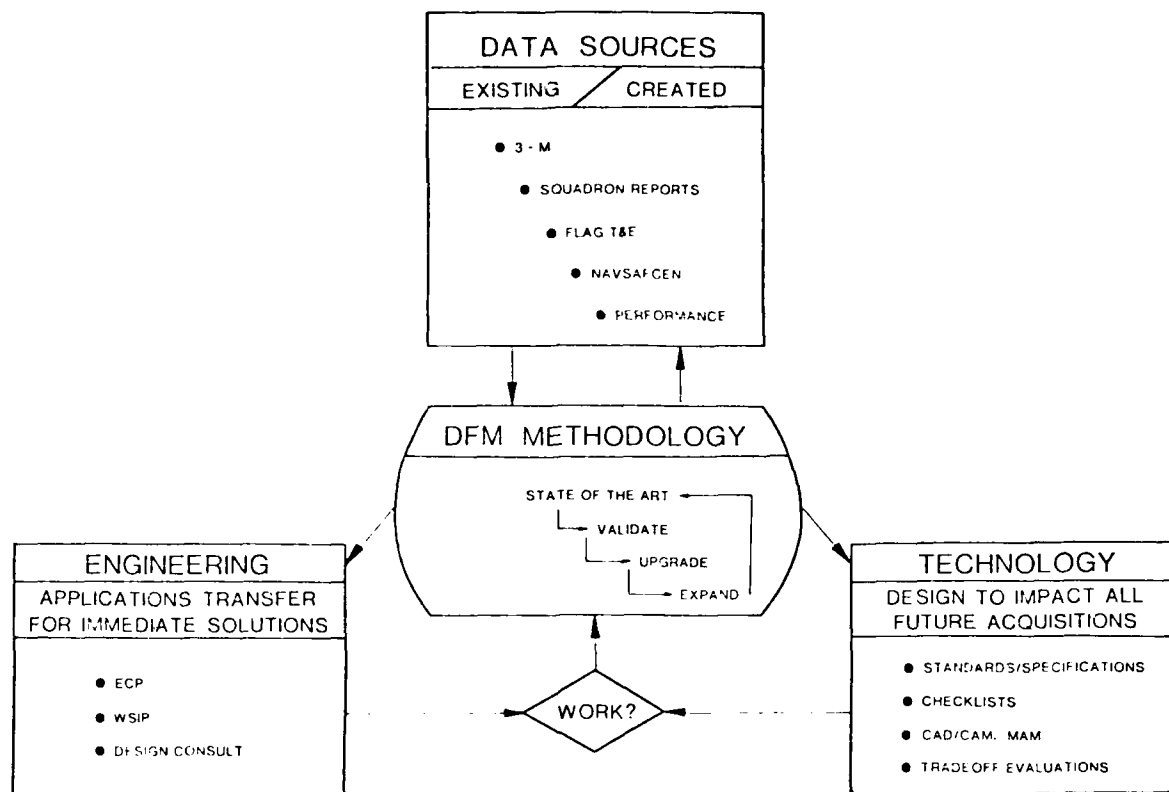 DATA SOURCES
EXISTING / CREATED
● 3 - M
● SQUADRON REPORTS
● FLAG T&E
● NAVSAFCEN
● PERFORMANCE
DFM METHODOLOGY
STATE OF THE ART
VALIDATE
UPGRADE
EXPAND
ENGINEERING
APPLICATIONS TRANSFER
FOR IMMEDIATE SOLUTIONS
● ECP
● WSIP
● DESIGN CONSULT
WORK?
TECHNOLOGY
DESIGN TO IMPACT ALL
FUTURE ACQUISITIONS
● STANDARDS/SPECIFICATIONS
● CHECKLISTS
● CAD/CAM, MAM
● TRADEOFF EVALUATIONS